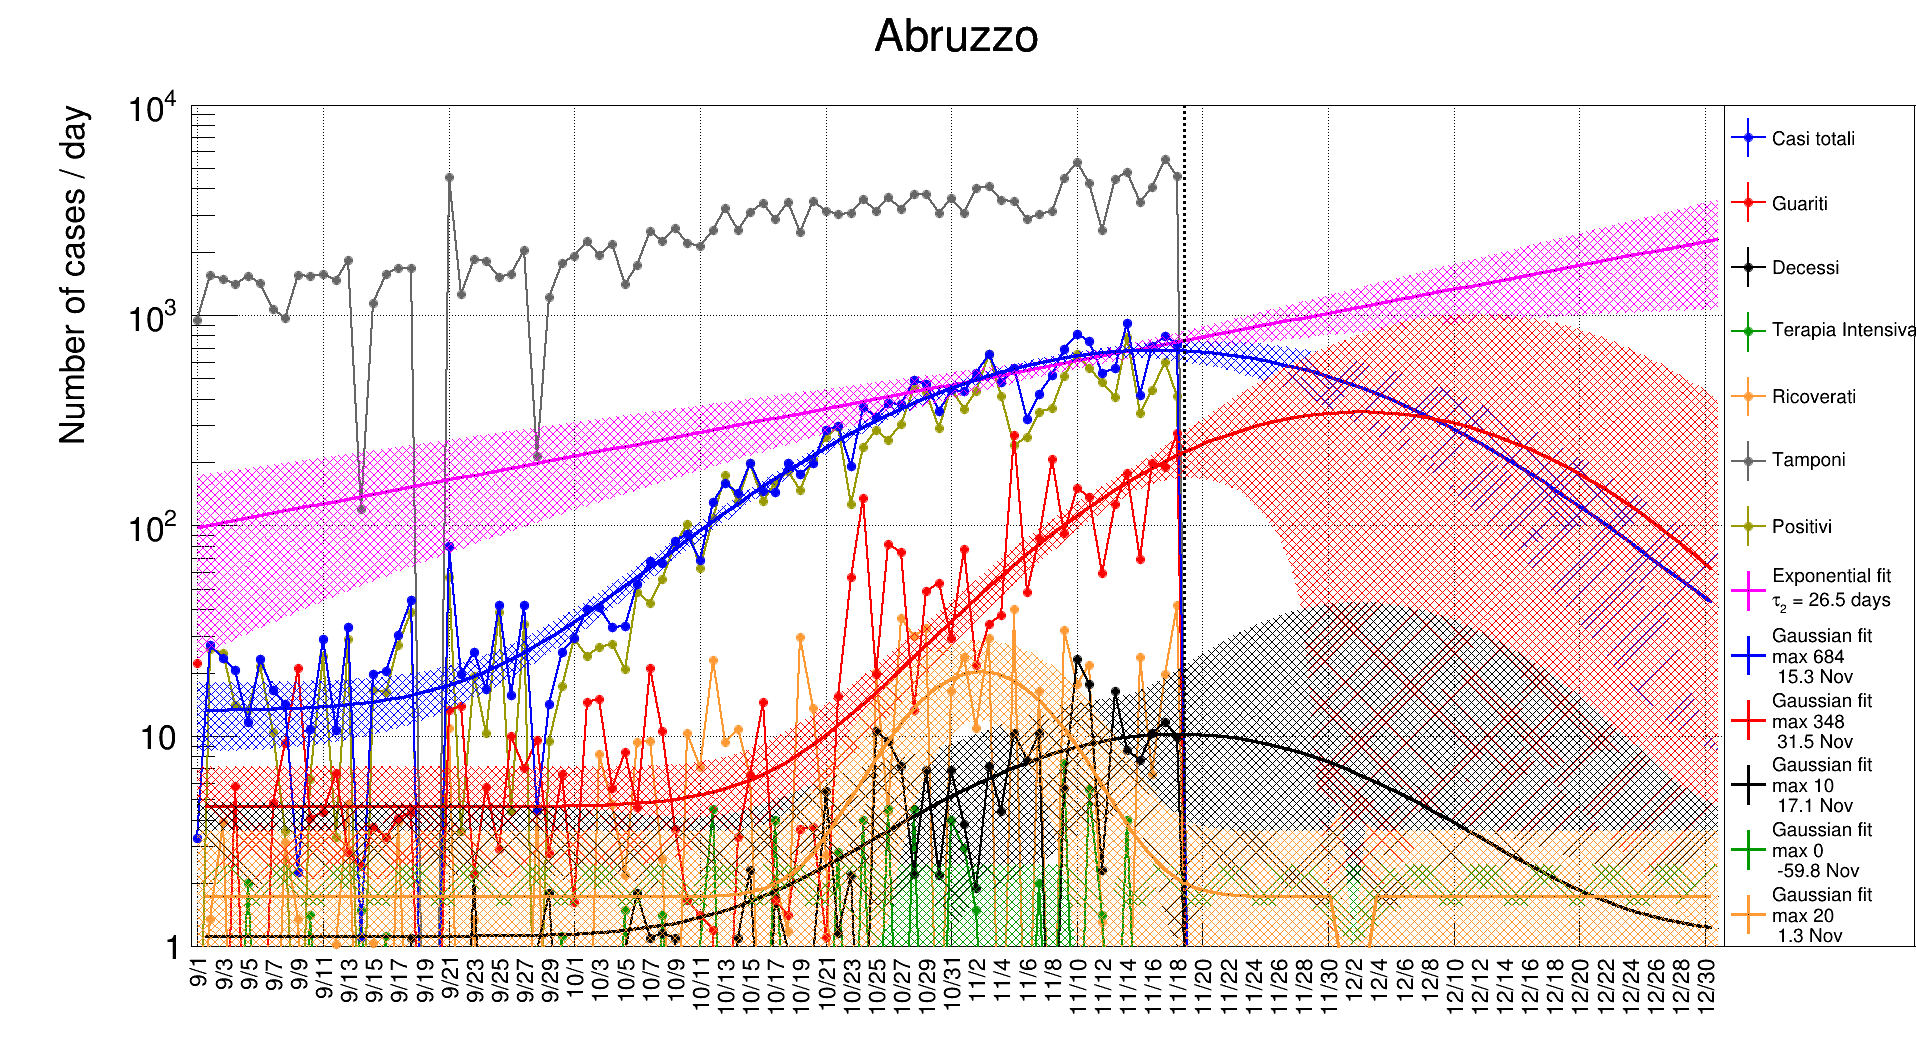 Abruzzo
Number of cases / day
10⁴
10³
10²
10
1
9/1 9/3 9/5 9/7 9/9 9/11 9/13 9/15 9/17 9/19 9/21 9/23 9/25 9/27 9/29 10/1 10/3 10/5 10/7 10/9 10/11 10/13 10/15 10/17 10/19 10/21 10/23 10/25 10/27 10/29 10/31 11/2 11/4 11/6 11/8 11/10 11/12 11/14 11/16 11/18 11/20 11/22 11/24 11/26 11/28 11/30 12/2 12/4 12/6 12/8 12/10 12/12 12/14 12/16 12/18 12/20 12/22 12/24 12/26 12/28 12/30
Casi totali
Guariti
Decessi
Terapia Intensiva
Ricoverati
Tamponi
Positivi
Exponential fit
τ₂ = 26.5 days
Gaussian fit
max 684
15.3 Nov
Gaussian fit
max 348
31.5 Nov
Gaussian fit
max 10
17.1 Nov
Gaussian fit
max 0
-59.8 Nov
Gaussian fit
max 20
1.3 Nov